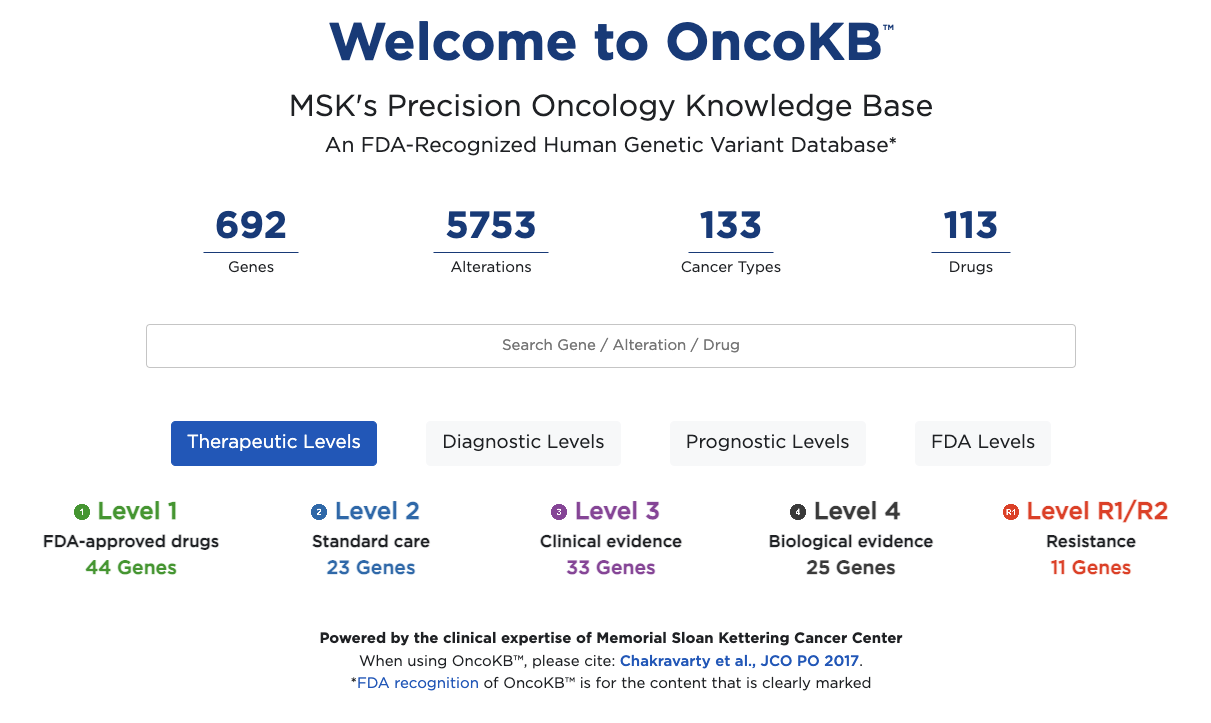 Welcome to OncoKB™
MSK's Precision Oncology Knowledge Base
An FDA-Recognized Human Genetic Variant Database*
692 5753 133 113
Genes Alterations Cancer Types Drugs
Search Gene / Alteration / Drug
Therapeutic Levels Diagnostic Levels Prognostic Levels FDA Levels
1 Level 1 2 Level 2 3 Level 3 4 Level 4 R1 Level R1/R2
FDA-approved drugs Standard care Clinical evidence Biological evidence Resistance
44 Genes 23 Genes 33 Genes 25 Genes 11 Genes
Powered by the clinical expertise of Memorial Sloan Kettering Cancer Center
When using OncoKB™, please cite: Chakravarty et al., JCO PO 2017.
*FDA recognition of OncoKB™ is for the content that is clearly marked